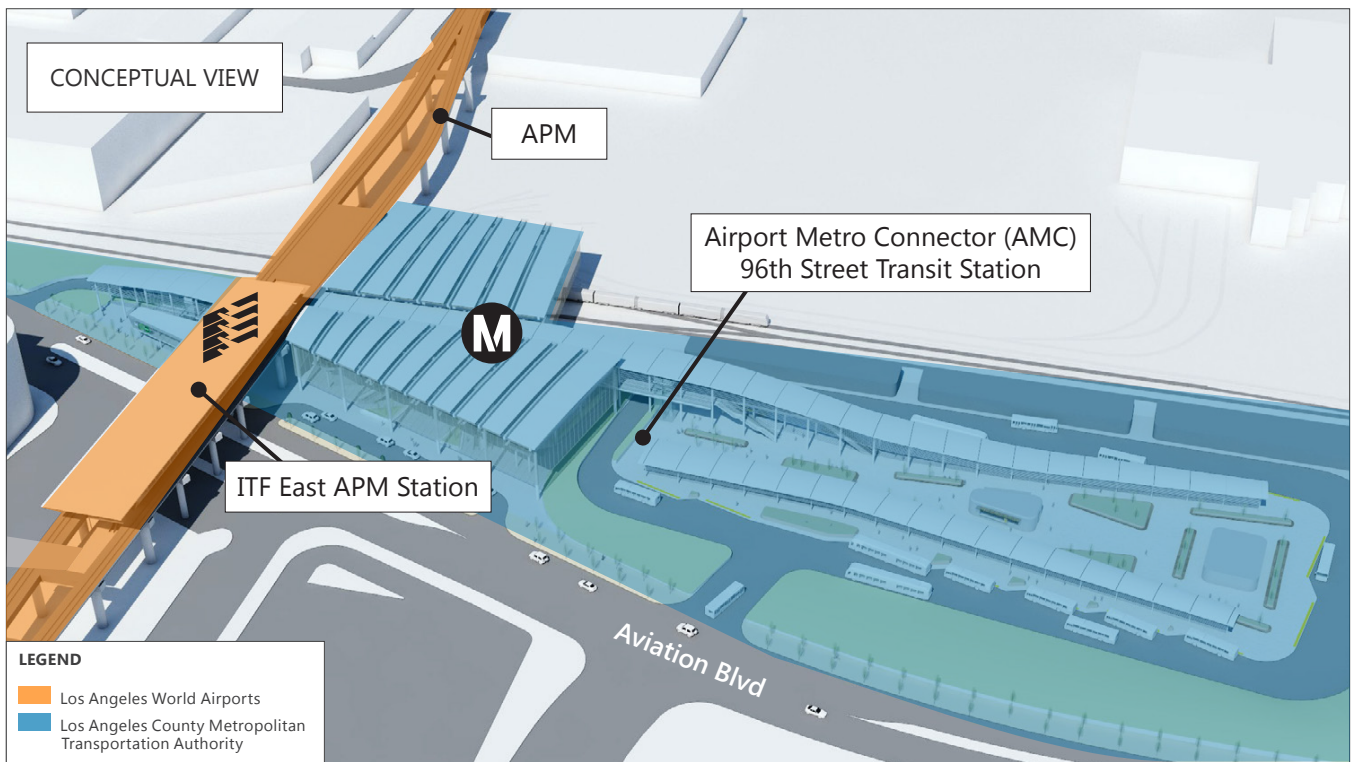 CONCEPTUAL VIEW
APM
Airport Metro Connector (AMC)
96th Street Transit Station
M
ITF East APM Station
Aviation Blvd
LEGEND
Los Angeles World Airports
Los Angeles County Metropolitan
Transportation Authority